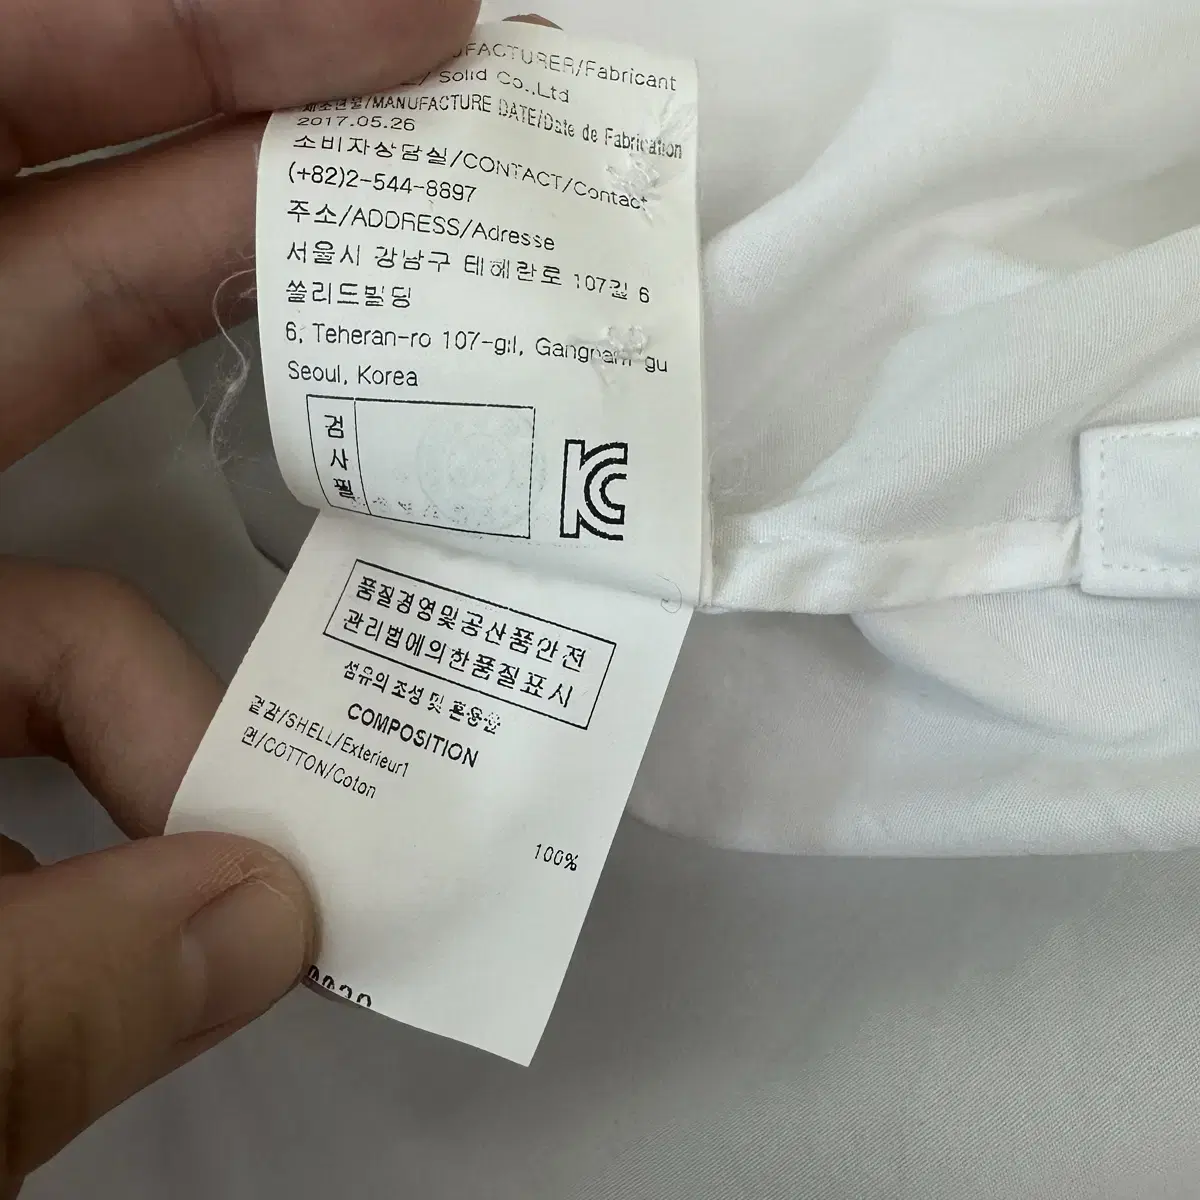 UFACTURER/Fabricant
Solid Co.,Ltd
제조연월/MANUFACTURE DATE/Date de Fabrication
2017.05.26
소비자상담실/CONTACT/Contact
(+82)2-544-8897
주소/ADDRESS/Adresse
서울시 강남구 테헤란로 107길 6
쏠리드빌딩
6, Teheran-ro 107-gil, Gangnam-gu
Seoul, Korea
검
사
필
품질경영및공산품안전
관리법에의한품질표시
섬유의 조성 및 혼용율
COMPOSITION
겉감/SHELL/Exterieur1
면/COTTON/Coton
100%